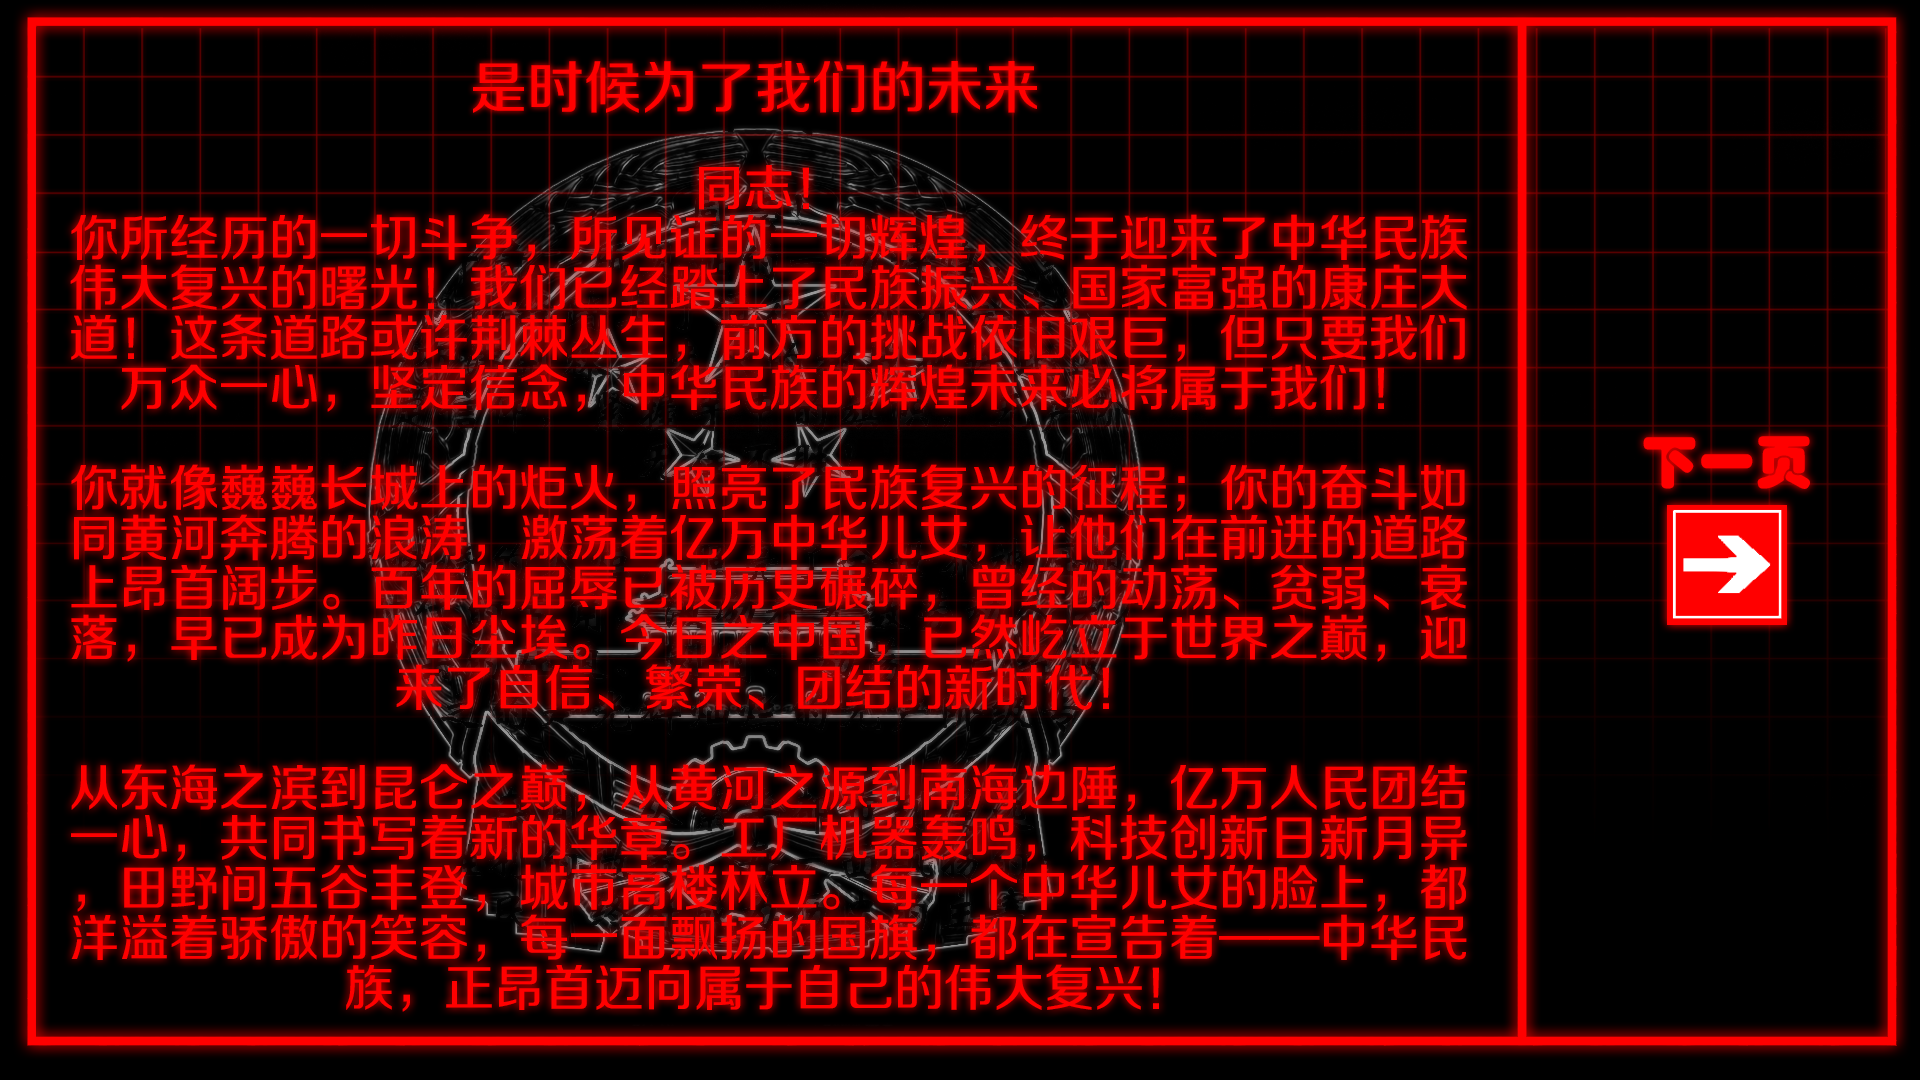 是时候为了我们的未来
同志！
你所经历的一切斗争，所见证的一切辉煌，终于迎来了中华民族
伟大复兴的曙光！我们已经踏上了民族振兴、国家富强的康庄大
道！这条道路或许荆棘丛生，前方的挑战依旧艰巨，但只要我们
万众一心，坚定信念，中华民族的辉煌未来必将属于我们！
你就像巍巍长城上的炬火，照亮了民族复兴的征程；你的奋斗如
同黄河奔腾的浪涛，激荡着亿万中华儿女，让他们在前进的道路
上昂首阔步。百年的屈辱已被历史碾碎，曾经的动荡、贫弱、衰
落，早已成为昨日尘埃。今日之中国，已然屹立于世界之巅，迎
来了自信、繁荣、团结的新时代！
从东海之滨到昆仑之巅，从黄河之源到南海边陲，亿万人民团结
一心，共同书写着新的华章。工厂机器轰鸣，科技创新日新月异
，田野间五谷丰登，城市高楼林立。每一个中华儿女的脸上，都
洋溢着骄傲的笑容，每一面飘扬的国旗，都在宣告着——中华民
族，正昂首迈向属于自己的伟大复兴！
下一页